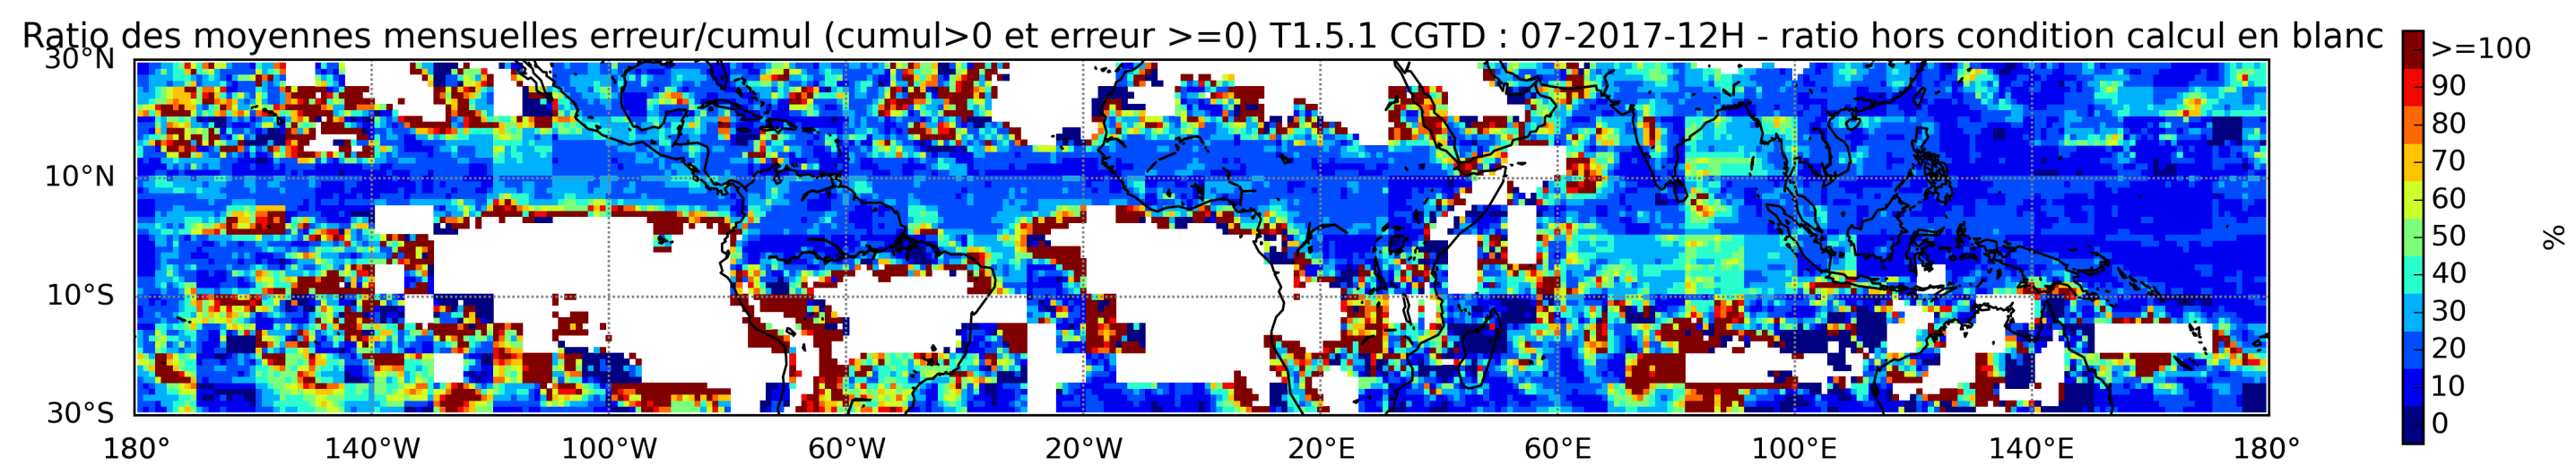 Ratio des moyennes mensuelles erreur/cumul (cumul>0 et erreur >=0) T1.5.1 CGTD : 07-2017-12H - ratio hors condition calcul en blanc
30°N
10°N
10°S
30°S
180° 140°W 100°W 60°W 20°W 20°E 60°E 100°E 140°E 180°
>=100
90
80
70
60
50
40
30
20
10
0
%